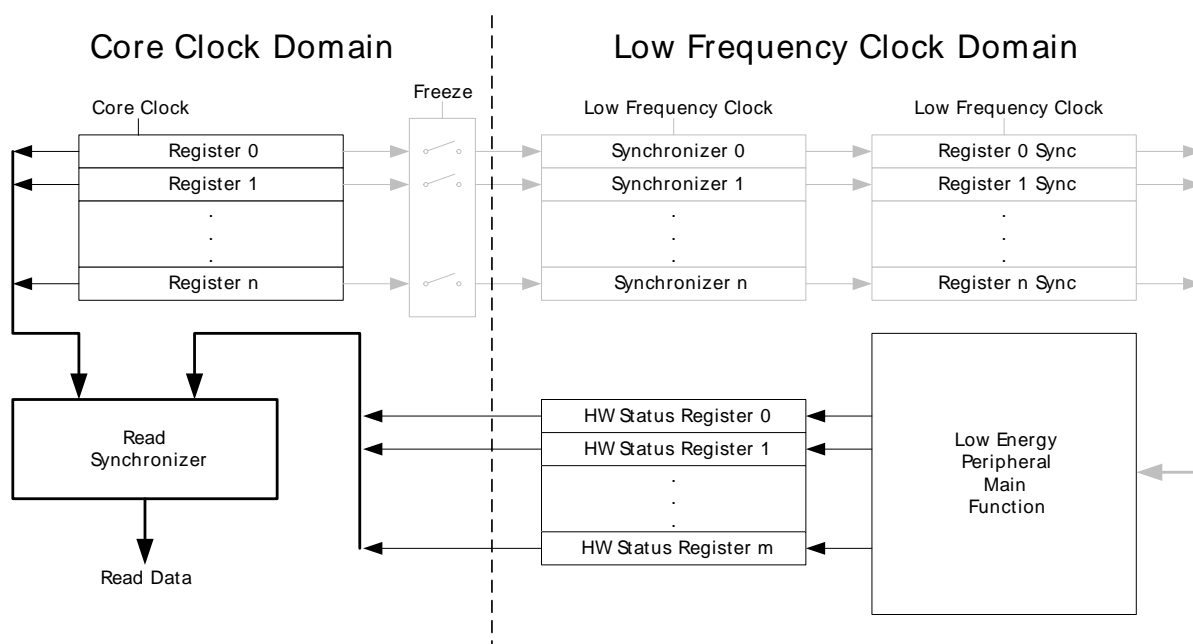 Core Clock Domain
Low Frequency Clock Domain
Freeze
Core Clock
Low Frequency Clock
Low Frequency Clock
Register 0
Synchronizer 0
Register 0 Sync
Register 1
Synchronizer 1
Register 1 Sync
.
.
.
.
.
.
.
.
.
Register n
Synchronizer n
Register n Sync
HW Status Register 0
HW Status Register 1
.
.
.
HW Status Register m
Read
Synchronizer
Low Energy
Peripheral
Main
Function
Read Data